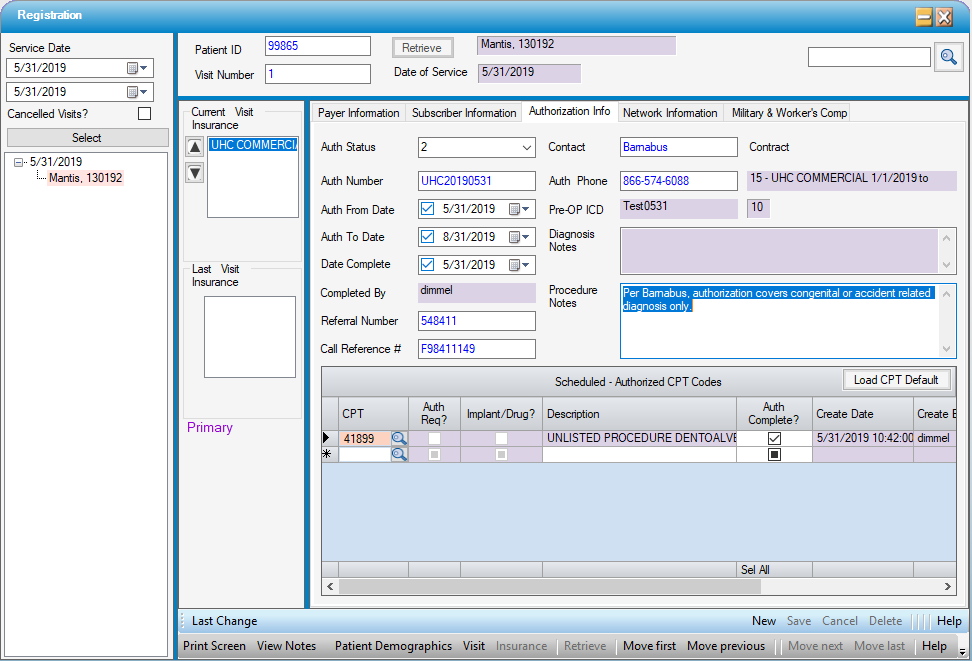 Registration
Service Date
5/31/2019
5/31/2019
Cancelled Visits?
Select
5/31/2019
Mantis, 130192
Patient ID
99865
Retrieve
Mantis, 130192
Visit Number
1
Date of Service
5/31/2019
Current Visit
Insurance
UHC COMMERCIA
Last Visit
Insurance
Primary
Payer Information
Subscriber Information
Authorization Info
Network Information
Military & Worker's Comp
Auth Status
2
Contact
Barnabus
Contract
Auth Number
UHC20190531
Auth Phone
866-574-6088
15 - UHC COMMERCIAL 1/1/2019 to
Auth From Date
5/31/2019
Pre-OP ICD
Test0531
10
Auth To Date
8/31/2019
Diagnosis
Notes
Date Complete
5/31/2019
Completed By
dimmel
Procedure
Notes
Per Barnabus, authorization covers congenital or accident related
diagnosis only.
Referral Number
548411
Call Reference #
F98411149
Scheduled - Authorized CPT Codes
Load CPT Default
CPT
Auth
Req?
Implant/Drug?
Description
Auth
Complete?
Create Date
Create E
41899
UNLISTED PROCEDURE DENTOALVE
5/31/2019 10:42:00
dimmel
Sel All
Last Change
New
Save
Cancel
Delete
Help
Print Screen
View Notes
Patient Demographics
Visit
Insurance
Retrieve
Move first
Move previous
Move next
Move last
Help